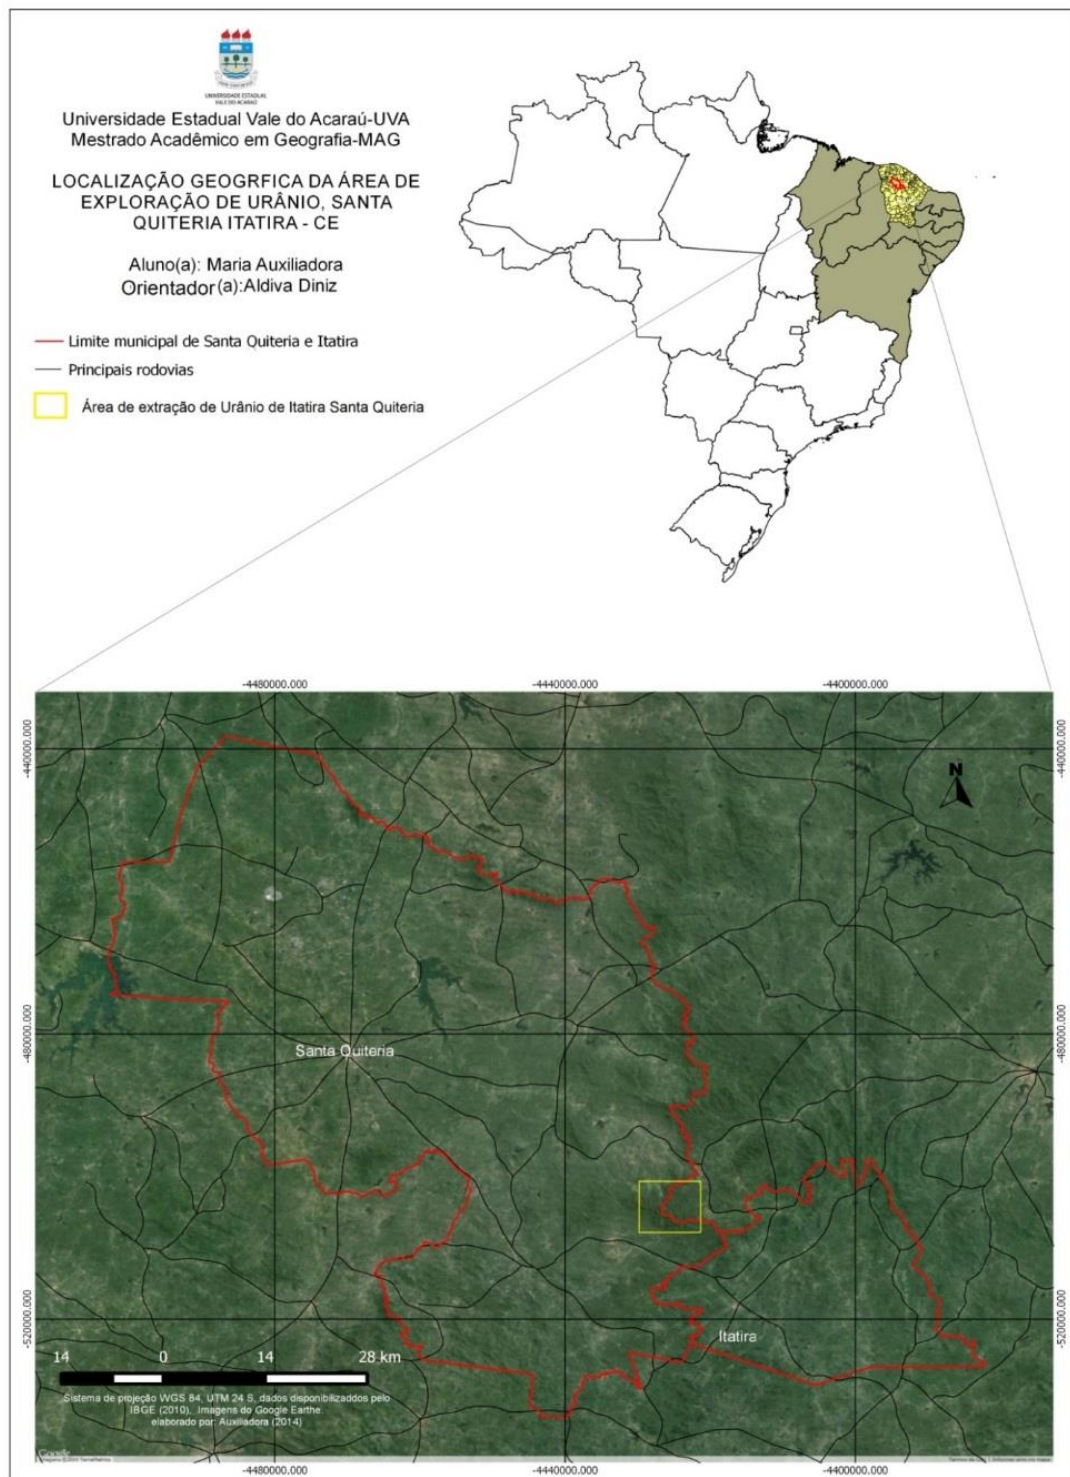 UNIVERSIDADE ESTADUAL
VALE DO ACARAÚ
Universidade Estadual Vale do Acaraú-UVA
Mestrado Acadêmico em Geografia-MAG
LOCALIZAÇÃO GEOGRFICA DA ÁREA DE
EXPLORAÇÃO DE URÂNIO, SANTA
QUITERIA ITATIRA - CE
Aluno(a): Maria Auxiliadora
Orientador(a):Aldiva Diniz
Limite municipal de Santa Quiteria e Itatira
Principais rodovias
Área de extração de Urânio de Itatira Santa Quiteria
-4480000.000
-4440000.000
-4400000.000
-440000.000
-440000.000
N
-480000.000
-480000.000
Santa Quiteria
-520000.000
-520000.000
Itatira
14 0 14 28 km
Sistema de projeção WGS 84, UTM 24 S, dados disponibilizaddos pelo
IBGE (2010). Imagens do Google Earthe
elaborado por: Auxiliadora (2014)
Google
-4480000.000
-4440000.000
-4400000.000